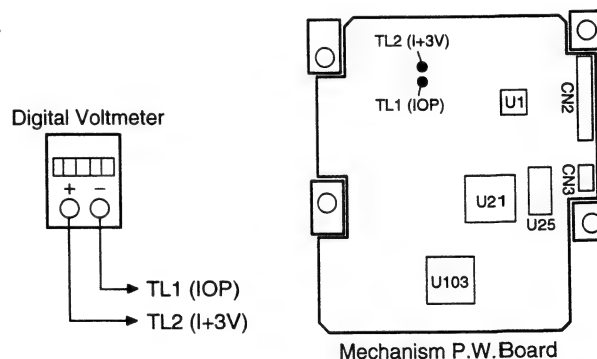 Digital Voltmeter
+ −
TL1 (IOP)
TL2 (I+3V)
TL2 (I+3V)
TL1 (IOP)
U1
CN2
CN3
U21
U25
U103
Mechanism P.W.Board